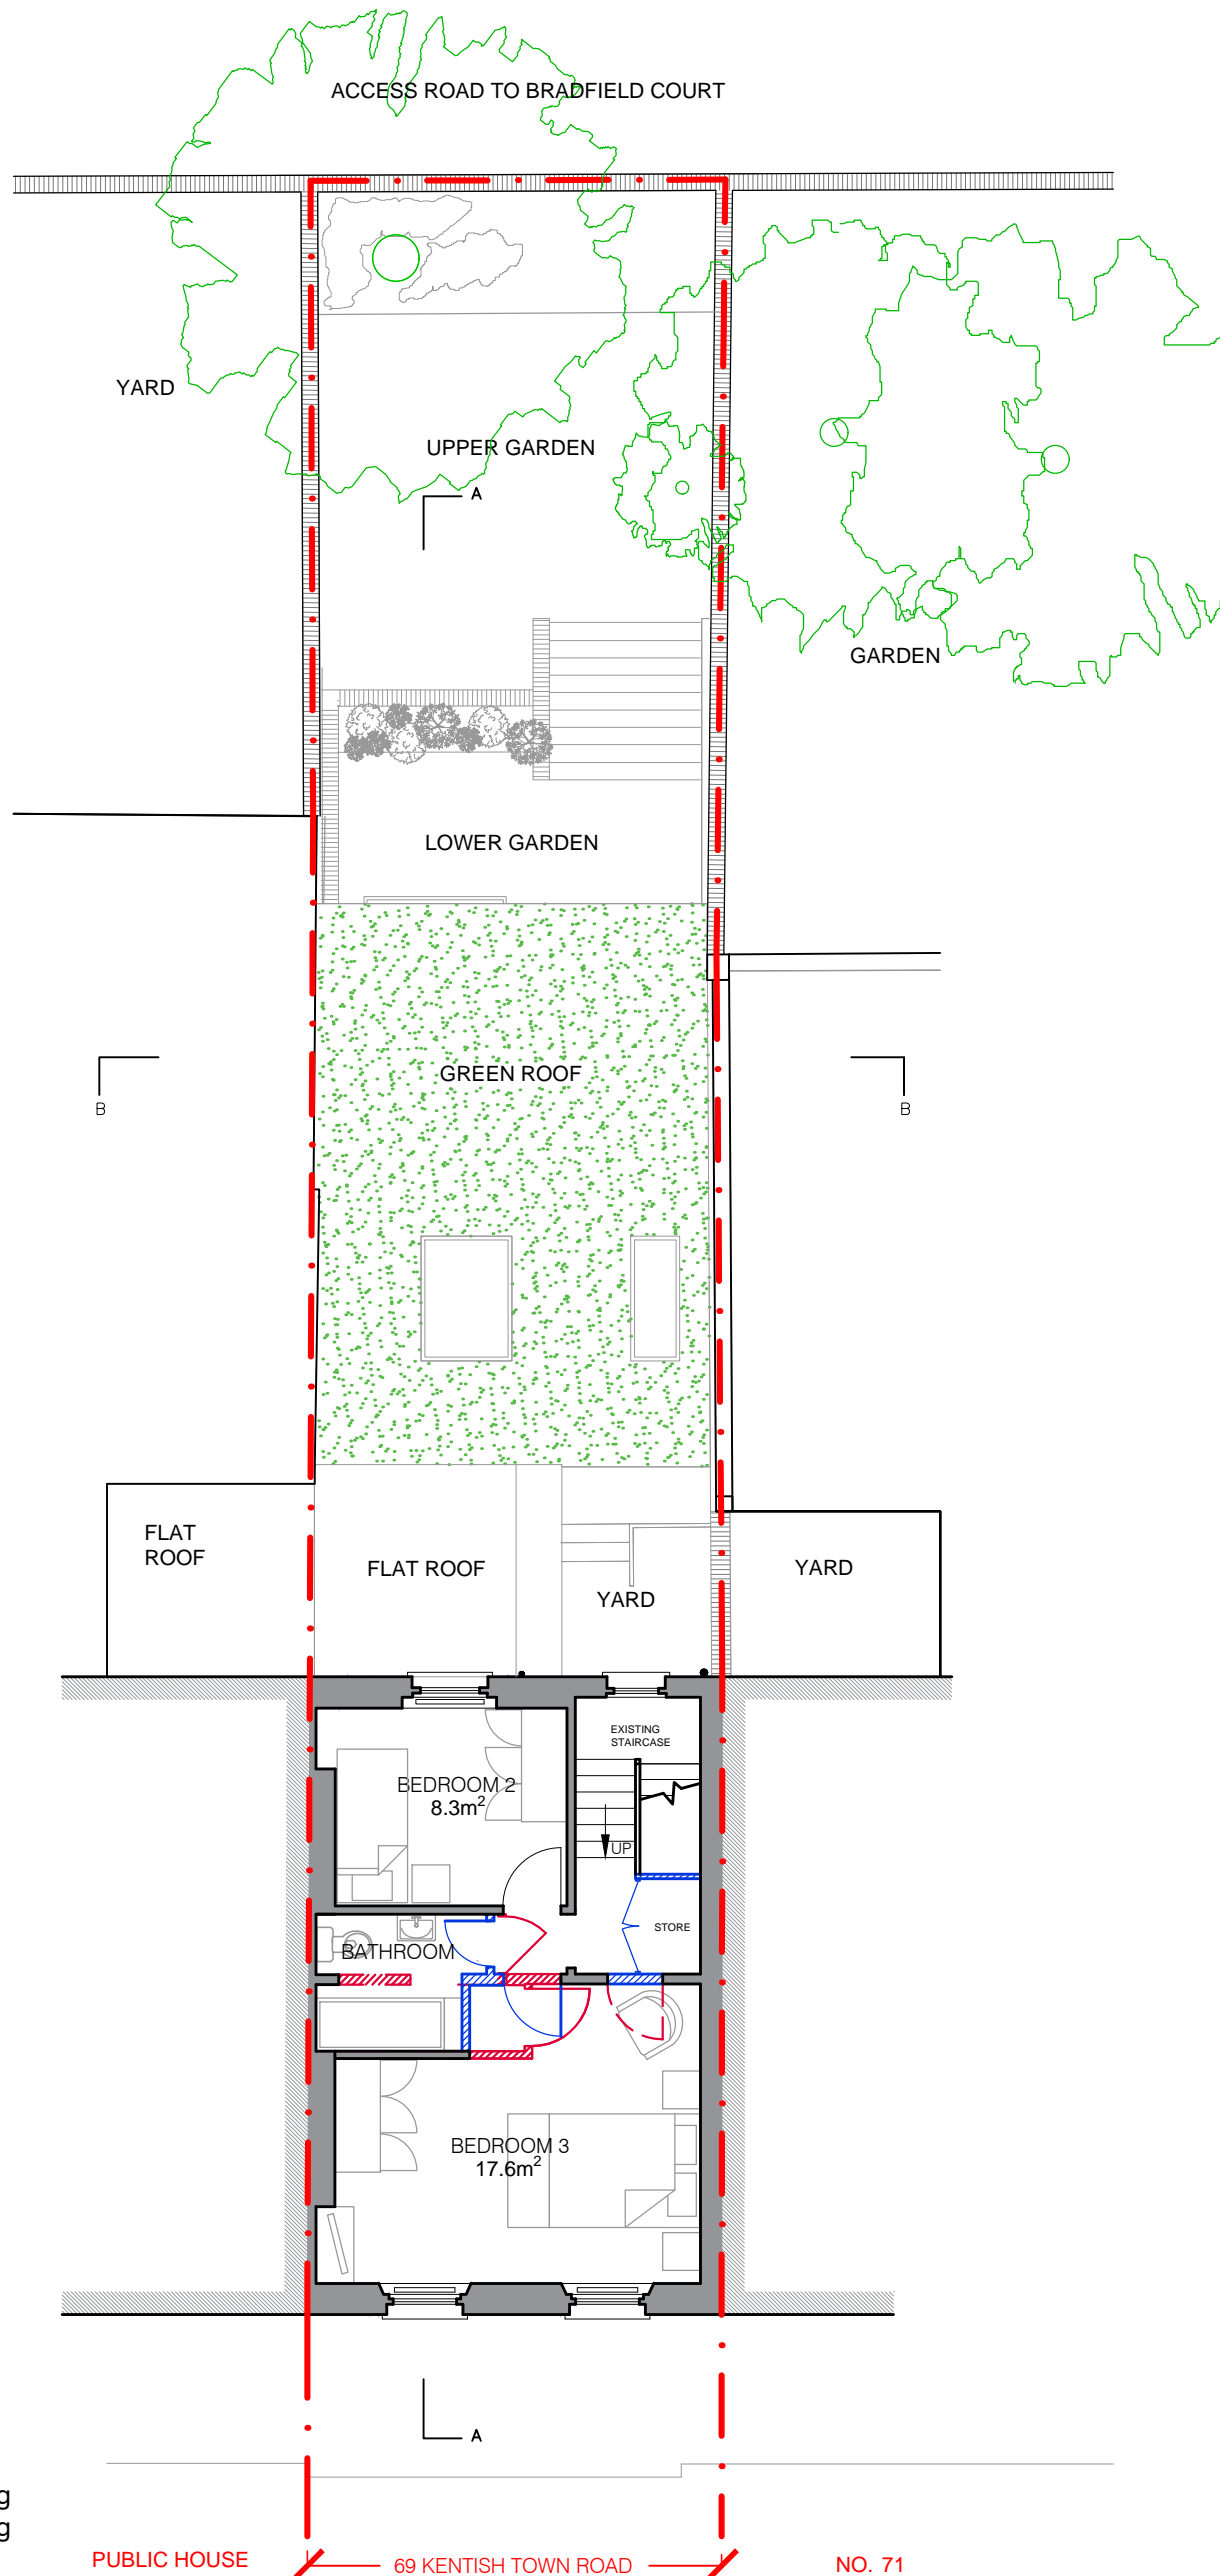 ACCESS ROAD TO BRADFIELD COURT
YARD
UPPER GARDEN
A
GARDEN
LOWER GARDEN
GREEN ROOF
B
B
FLAT
ROOF
FLAT ROOF
YARD
YARD
EXISTING
STAIRCASE
BEDROOM 2
8.3m²
UP
STORE
BATHROOM
BEDROOM 3
17.6m²
A
g
g
PUBLIC HOUSE
69 KENTISH TOWN ROAD
NO. 71